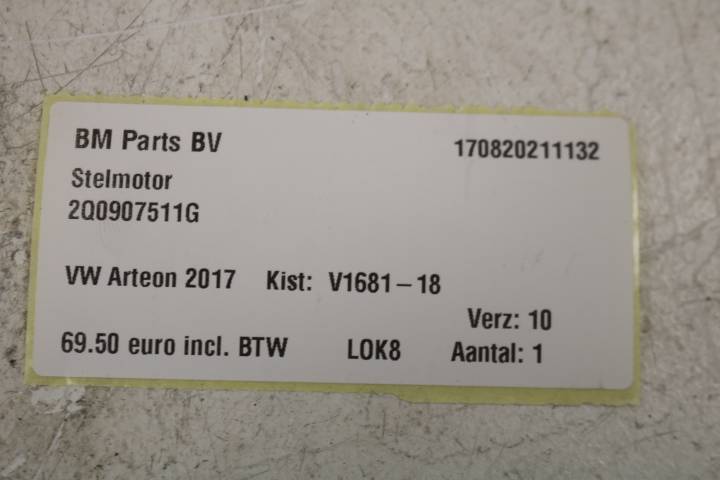 BM Parts BV 170820211132
Stelmotor
2Q0907511G
VW Arteon 2017 Kist: V1681-18
Verz: 10
69.50 euro incl. BTW LOK8 Aantal: 1